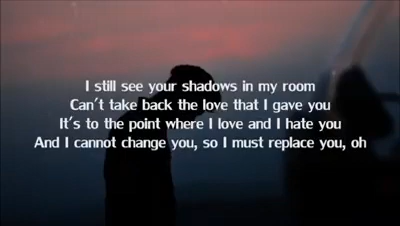 I still see your shadows in my room
Can't take back the love that I gave you
It's to the point where I love and I hate you
And I cannot change you, so I must replace you, oh